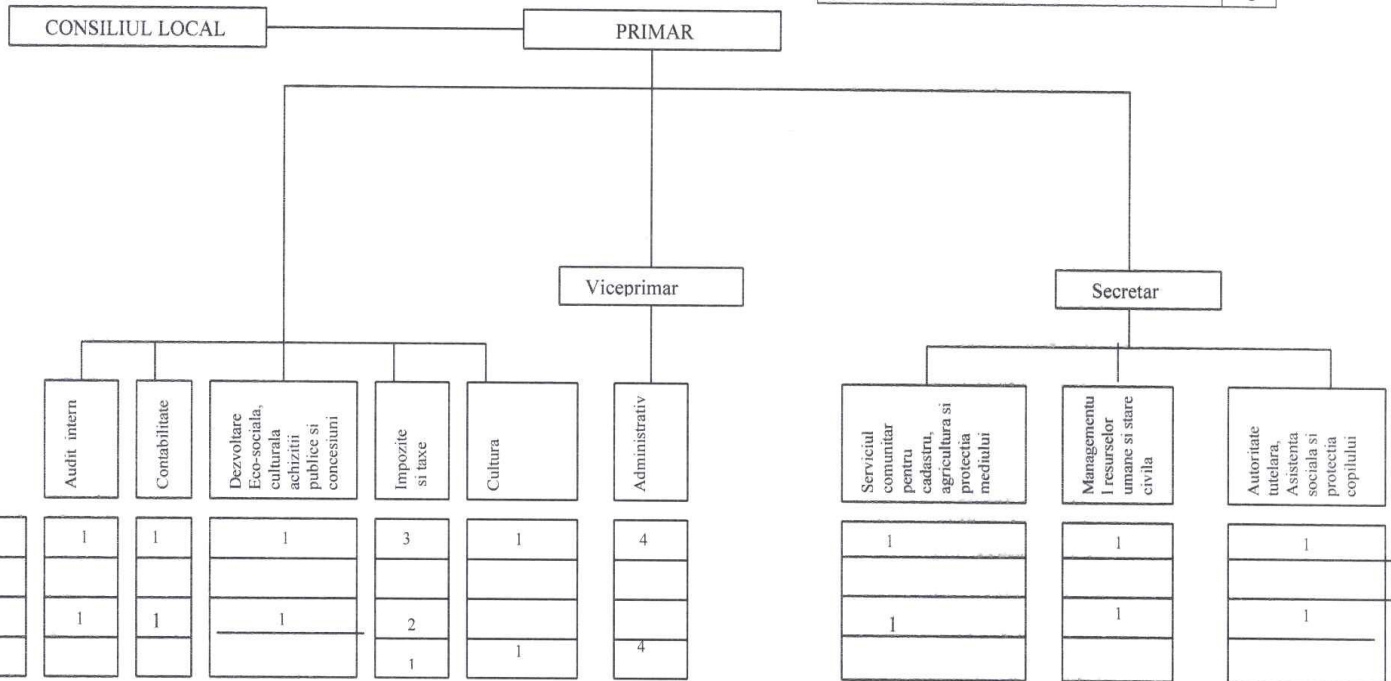 CONSILIUL LOCAL
PRIMAR
Viceprimar
Secretar
Audit intern
Contabilitate
Dezvoltare
Eco-sociala,
culturala
achizitii
publice si
concesiuni
Impozite
si taxe
Cultura
Administrativ
Serviciul
comunitar
pentru
cadastru,
agricultura si
protectia
mediului
Managementu
l resurselor
umane si stare
civila
Autoritate
tutelara,
Asistenta
sociala si
protectia
copilului
1 1 1 3 1 4 1 1 1
1 1 1 2 1 1 1
1 1 4